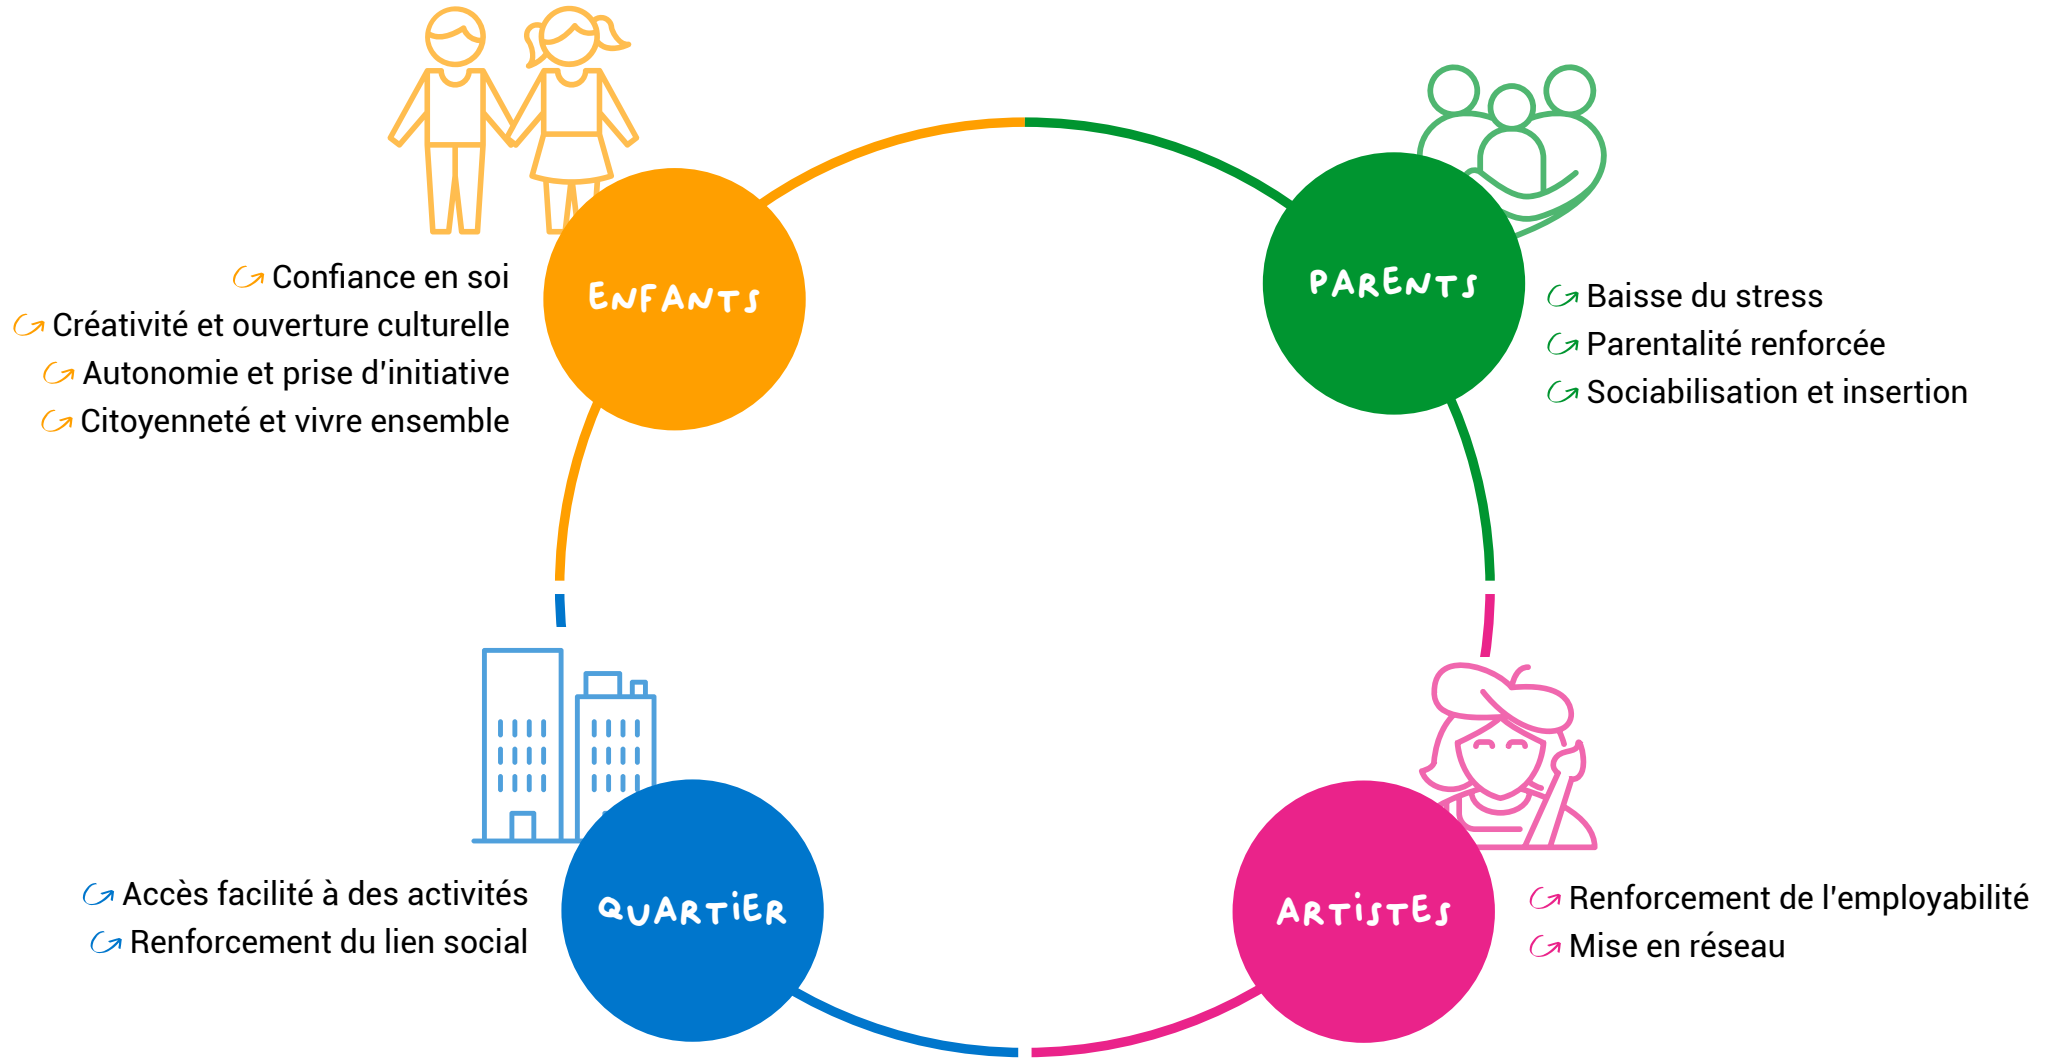 ENFANTS
Confiance en soi
Créativité et ouverture culturelle
Autonomie et prise d'initiative
Citoyenneté et vivre ensemble
PARENTS
Baisse du stress
Parentalité renforcée
Sociabilisation et insertion
QUARTiER
Accès facilité à des activités
Renforcement du lien social
ARTiSTES
Renforcement de l'employabilité
Mise en réseau